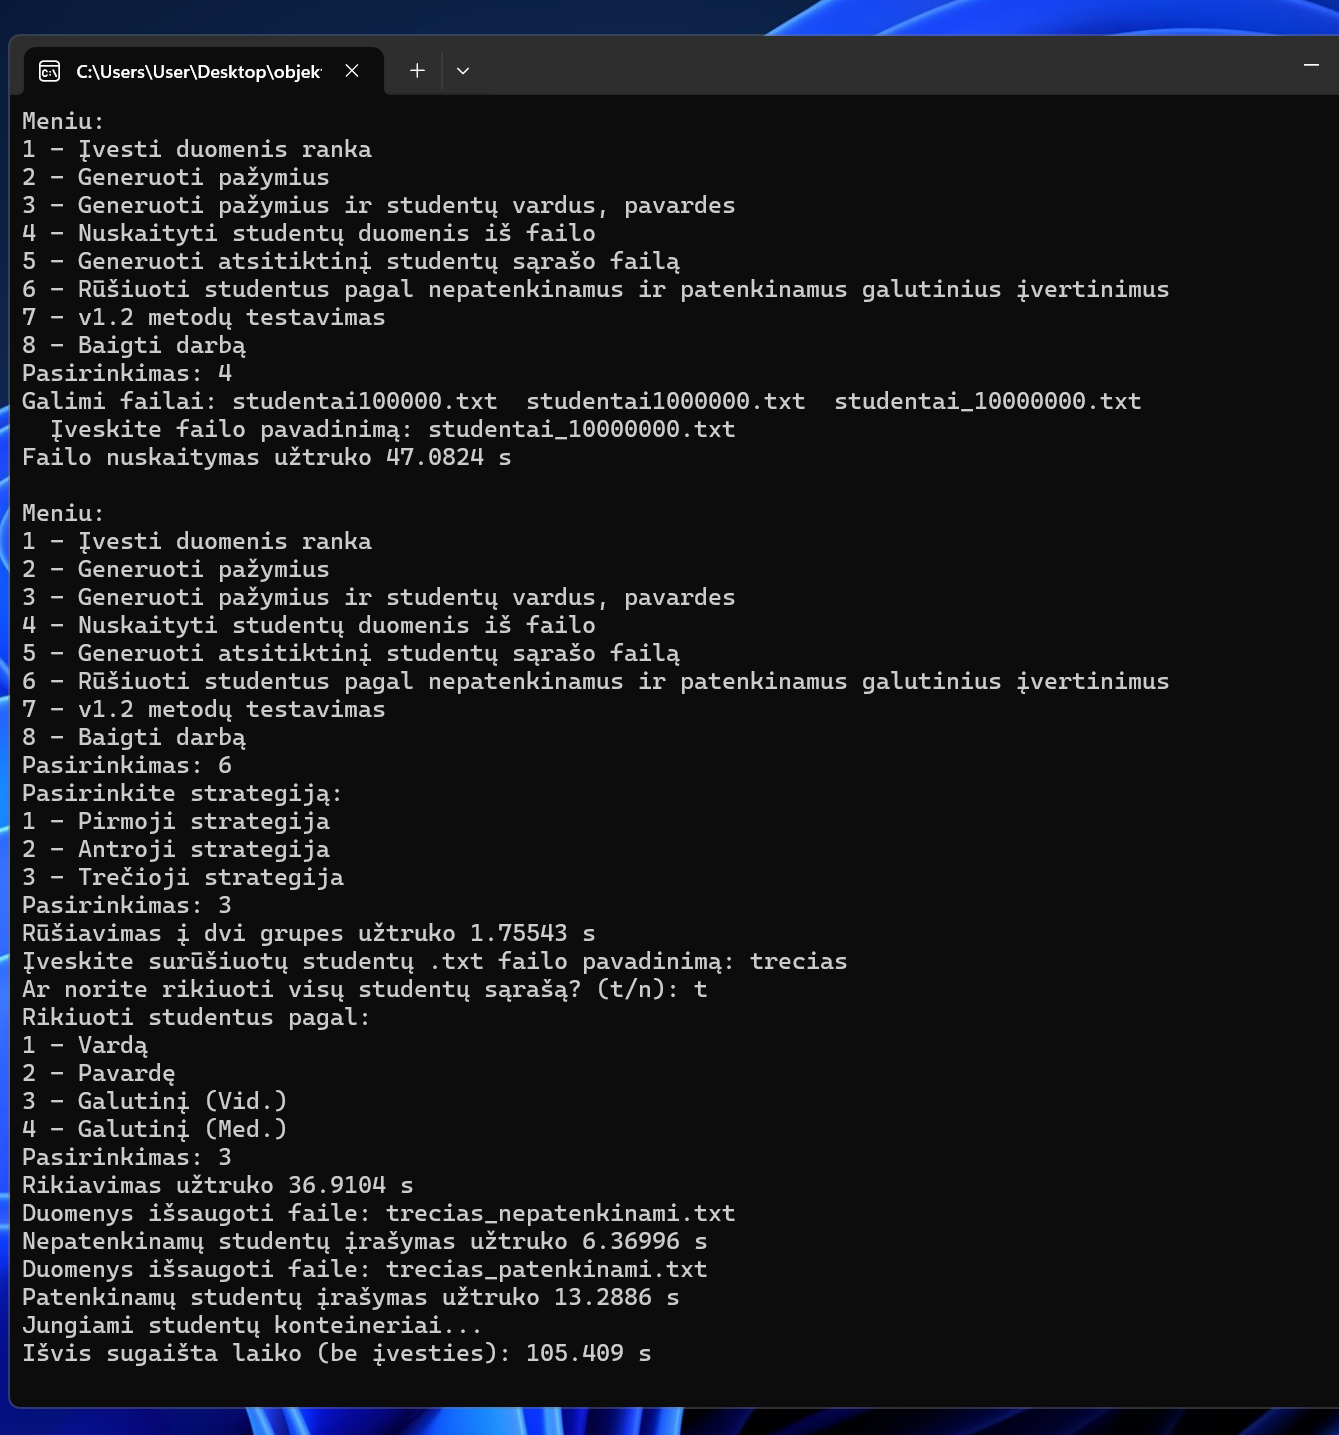 C:\Users\User\Desktop\objek
Meniu:
1 - Įvesti duomenis ranka
2 - Generuoti pažymius
3 - Generuoti pažymius ir studentų vardus, pavardes
4 - Nuskaityti studentų duomenis iš failo
5 - Generuoti atsitiktinį studentų sąrašo failą
6 - Rūšiuoti studentus pagal nepatenkinamus ir patenkinamus galutinius įvertinimus
7 - v1.2 metodų testavimas
8 - Baigti darbą
Pasirinkimas: 4
Galimi failai: studentai100000.txt  studentai1000000.txt  studentai_10000000.txt
  Įveskite failo pavadinimą: studentai_10000000.txt
Failo nuskaitymas užtruko 47.0824 s
Meniu:
1 - Įvesti duomenis ranka
2 - Generuoti pažymius
3 - Generuoti pažymius ir studentų vardus, pavardes
4 - Nuskaityti studentų duomenis iš failo
5 - Generuoti atsitiktinį studentų sąrašo failą
6 - Rūšiuoti studentus pagal nepatenkinamus ir patenkinamus galutinius įvertinimus
7 - v1.2 metodų testavimas
8 - Baigti darbą
Pasirinkimas: 6
Pasirinkite strategiją:
1 - Pirmoji strategija
2 - Antroji strategija
3 - Trečioji strategija
Pasirinkimas: 3
Rūšiavimas į dvi grupes užtruko 1.75543 s
Įveskite surūšiuotų studentų .txt failo pavadinimą: trecias
Ar norite rikiuoti visų studentų sąrašą? (t/n): t
Rikiuoti studentus pagal:
1 - Vardą
2 - Pavardę
3 - Galutinį (Vid.)
4 - Galutinį (Med.)
Pasirinkimas: 3
Rikiavimas užtruko 36.9104 s
Duomenys išsaugoti faile: trecias_nepatenkinami.txt
Nepatenkinamų studentų įrašymas užtruko 6.36996 s
Duomenys išsaugoti faile: trecias_patenkinami.txt
Patenkinamų studentų įrašymas užtruko 13.2886 s
Jungiami studentų konteineriai...
Išvis sugaišta laiko (be įvesties): 105.409 s